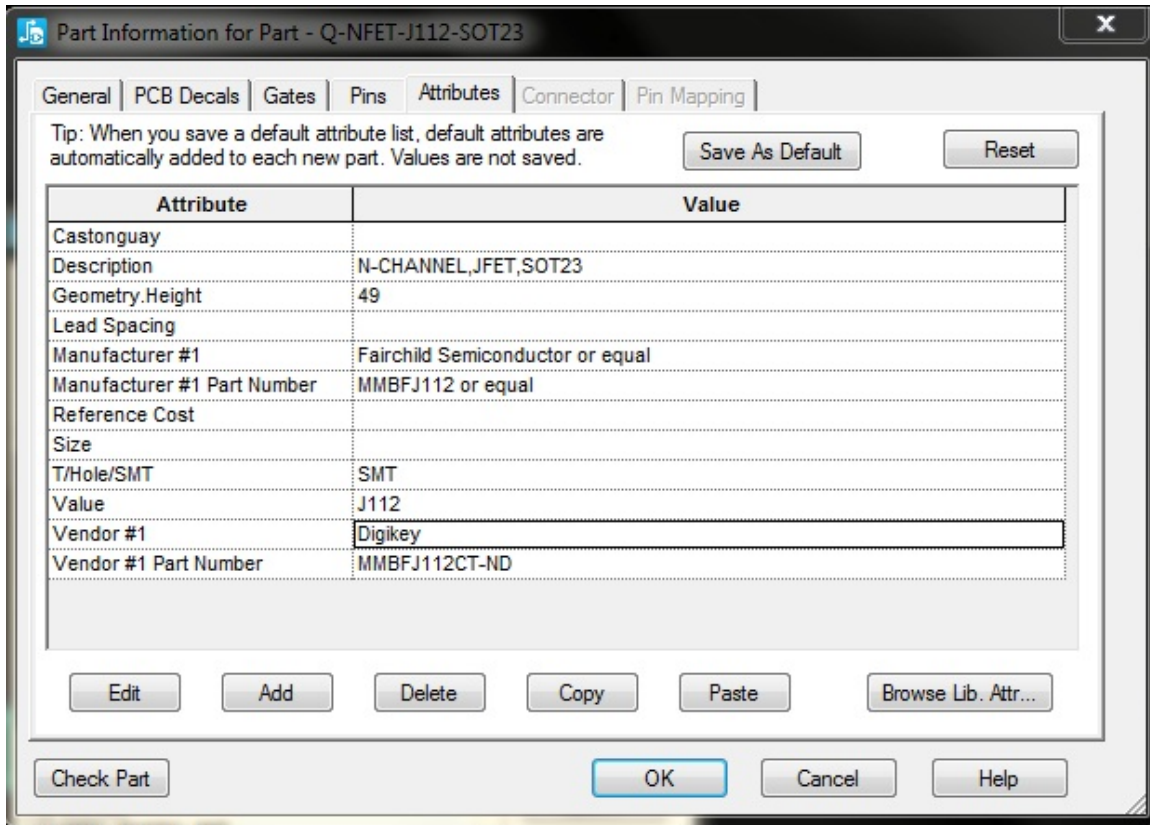 Part Information for Part - Q-NFET-J112-SOT23
x
General PCB Decals Gates Pins Attributes Connector Pin Mapping
Tip: When you save a default attribute list, default attributes are
automatically added to each new part. Values are not saved.
Save As Default Reset
Attribute Value
Castonguay
Description N-CHANNEL,JFET,SOT23
Geometry.Height 49
Lead Spacing
Manufacturer #1 Fairchild Semiconductor or equal
Manufacturer #1 Part Number MMBFJ112 or equal
Reference Cost
Size
T/Hole/SMT SMT
Value J112
Vendor #1 Digikey
Vendor #1 Part Number MMBFJ112CT-ND
Edit Add Delete Copy Paste Browse Lib. Attr...
Check Part OK Cancel Help